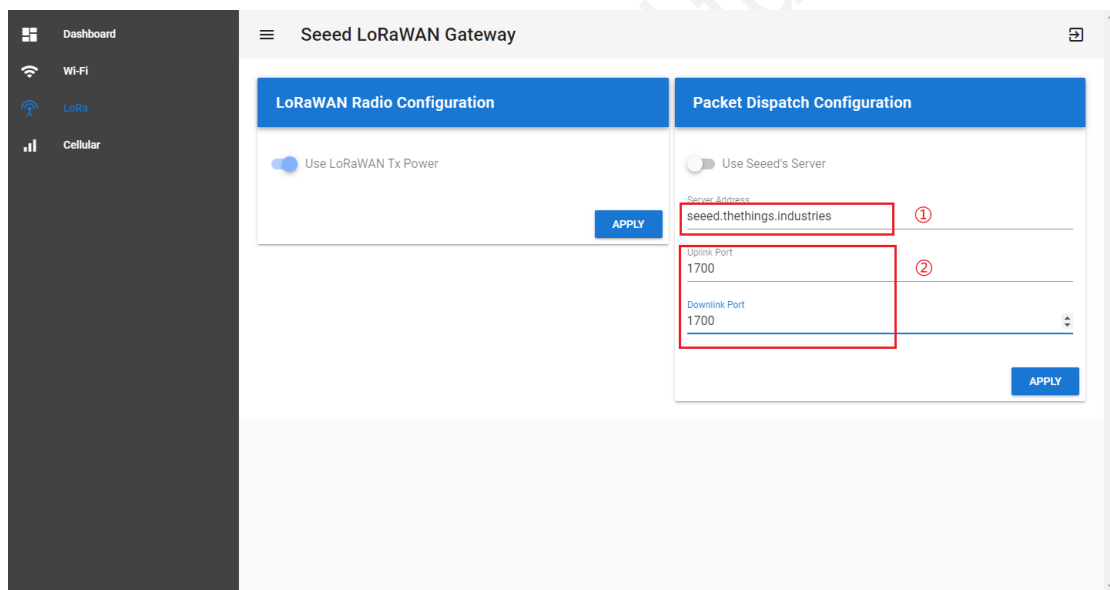 Dashboard
Wi-Fi
LoRa
Cellular
Seeed LoRaWAN Gateway
LoRaWAN Radio Configuration
Use LoRaWAN Tx Power
APPLY
Packet Dispatch Configuration
Use Seeed's Server
Server Address
seeed.thethings.industries ①
Uplink Port
1700 ②
Downlink Port
1700
APPLY